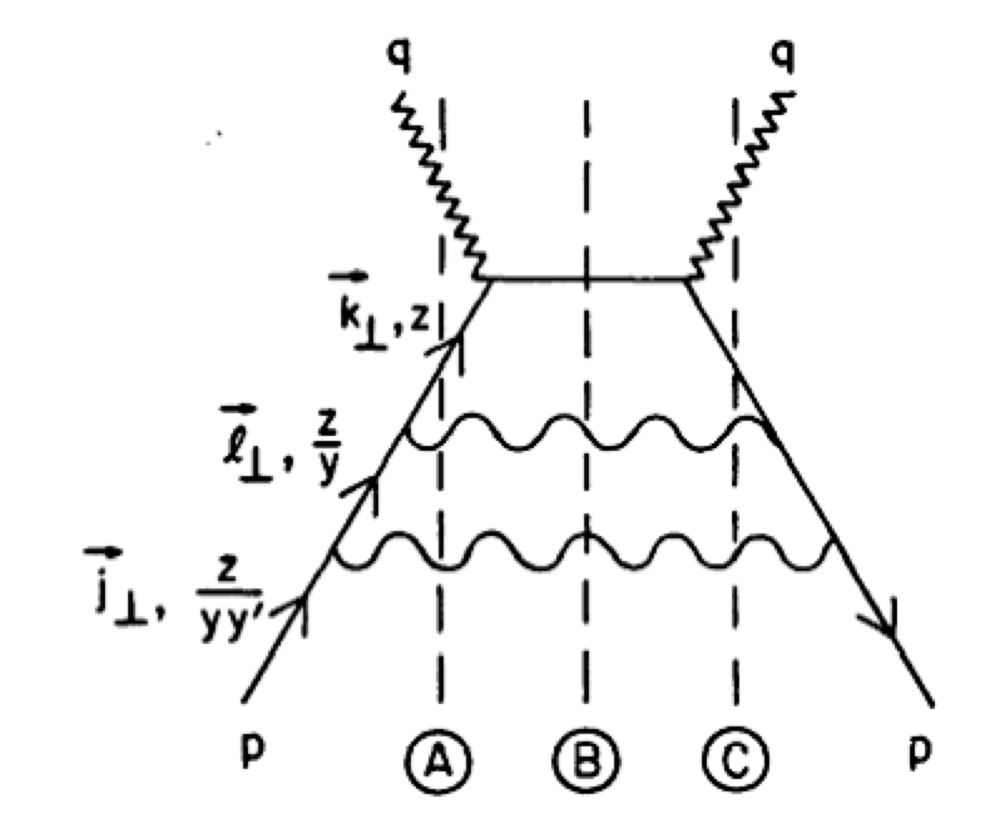 q q
k⃗⊥, z
ℓ⃗⊥, z/y
j⃗⊥, z/yy′
p p
A B C